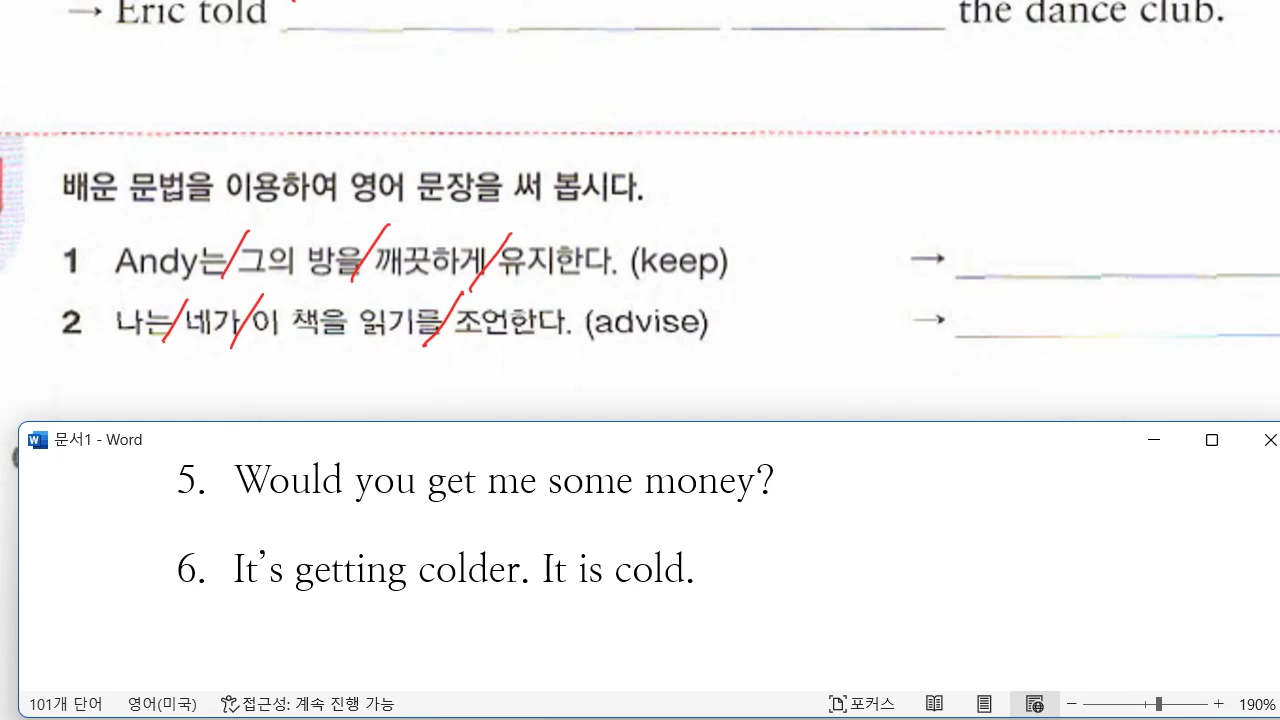 → Eric told the dance club.
배운 문법을 이용하여 영어 문장을 써 봅시다.
1 Andy는 그의 방을 깨끗하게 유지한다. (keep) →
2 나는 네가 이 책을 읽기를 조언한다. (advise) →
문서1 - Word
5. Would you get me some money?
6. It's getting colder. It is cold.
101개 단어 영어(미국) 접근성: 계속 진행 가능 포커스 190%